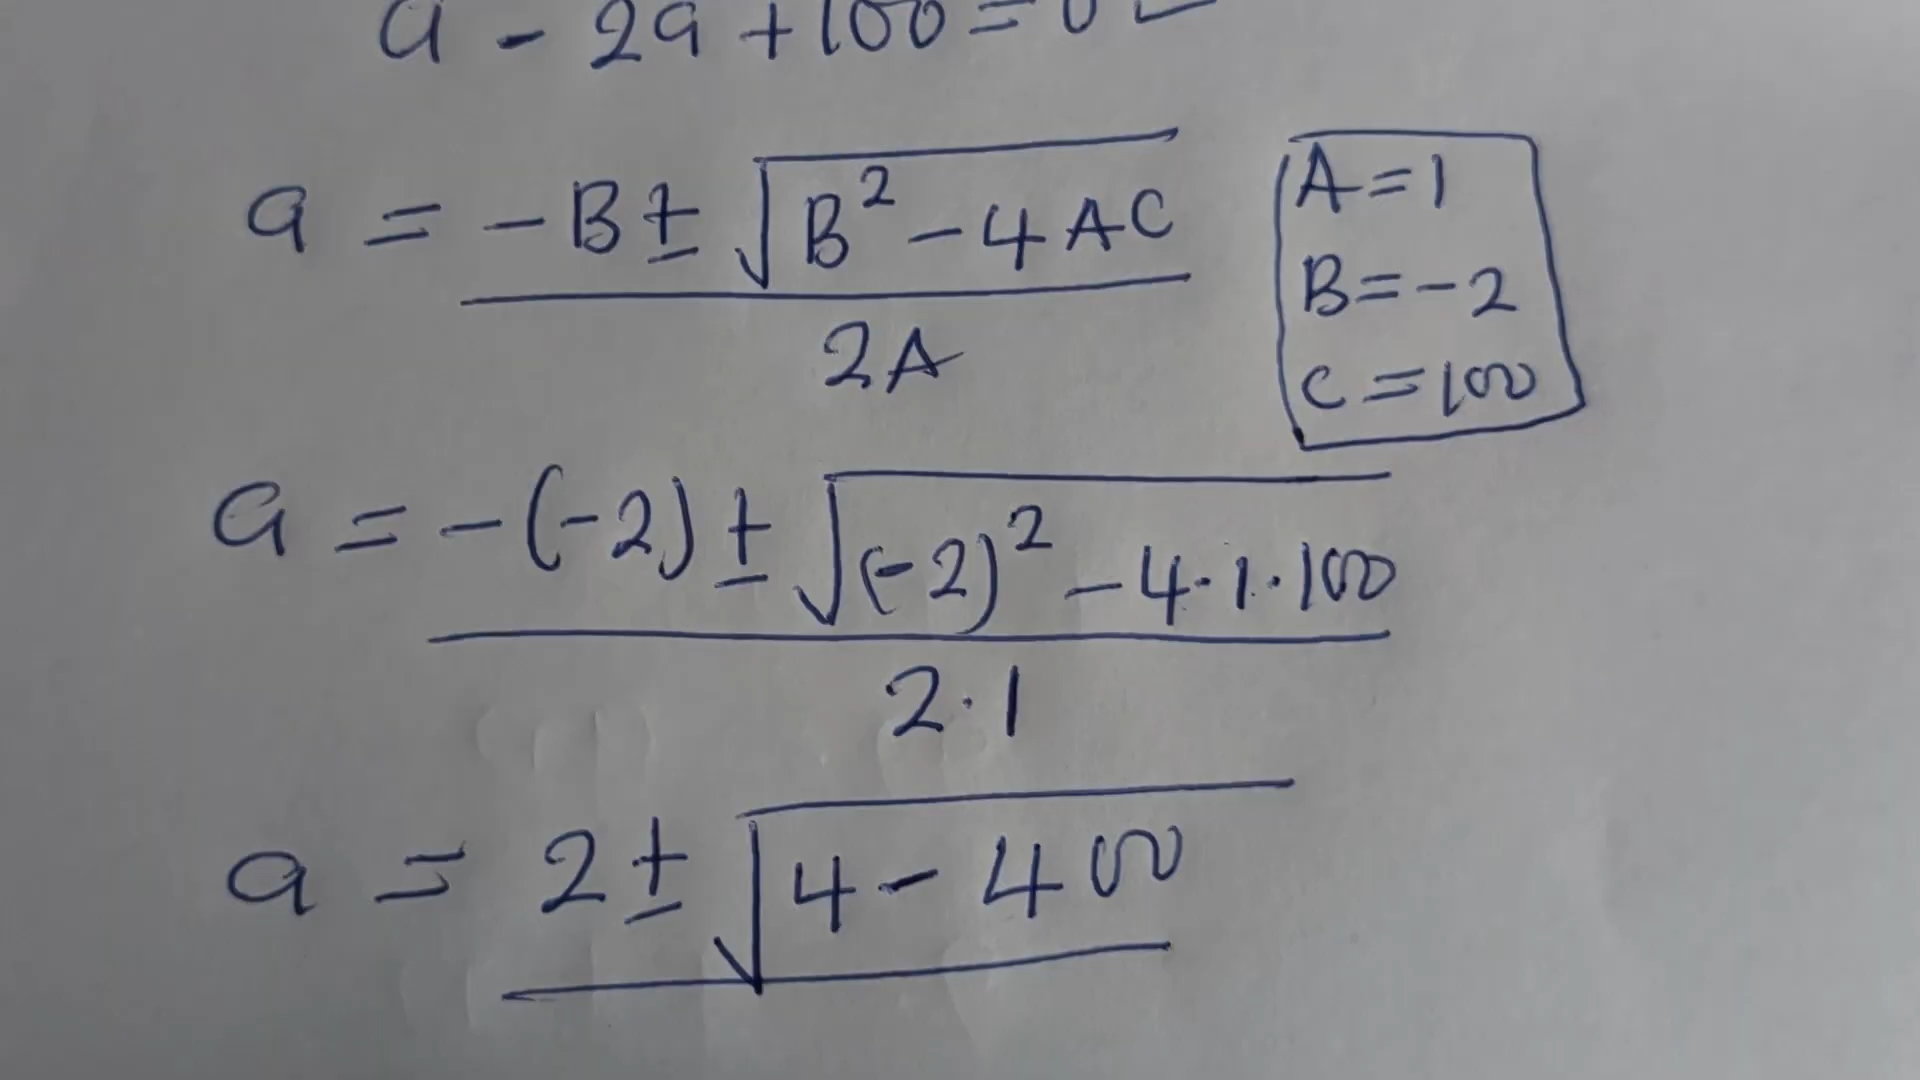 a - 2a + 100 = 0
a = -B ± √(B² - 4AC)
2A
A = 1
B = -2
C = 100
a = -(-2) ± √((-2)² - 4·1·100)
2·1
a = 2 ± √(4 - 400)